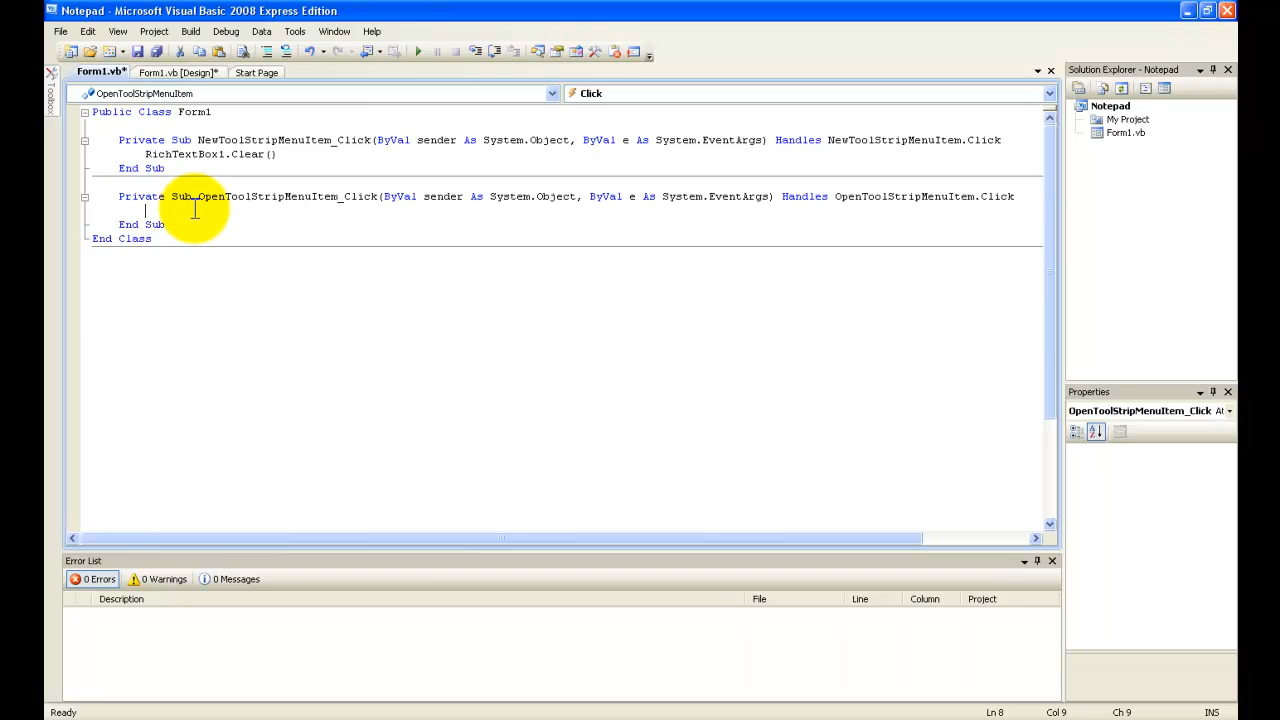 Notepad - Microsoft Visual Basic 2008 Express Edition
File Edit View Project Build Debug Data Tools Window Help
Form1.vb* Form1.vb [Design]* Start Page
Solution Explorer - Notepad
Toolbox
OpenToolStripMenuItem Click
Notepad
My Project
Form1.vb
Public Class Form1
Private Sub NewToolStripMenuItem_Click(ByVal sender As System.Object, ByVal e As System.EventArgs) Handles NewToolStripMenuItem.Click
RichTextBox1.Clear()
End Sub
Private Sub OpenToolStripMenuItem_Click(ByVal sender As System.Object, ByVal e As System.EventArgs) Handles OpenToolStripMenuItem.Click
End Sub
End Class
Properties
OpenToolStripMenuItem_Click At
Error List
0 Errors 0 Warnings 0 Messages
Description File Line Column Project
Ready Ln 8 Col 9 Ch 9 INS